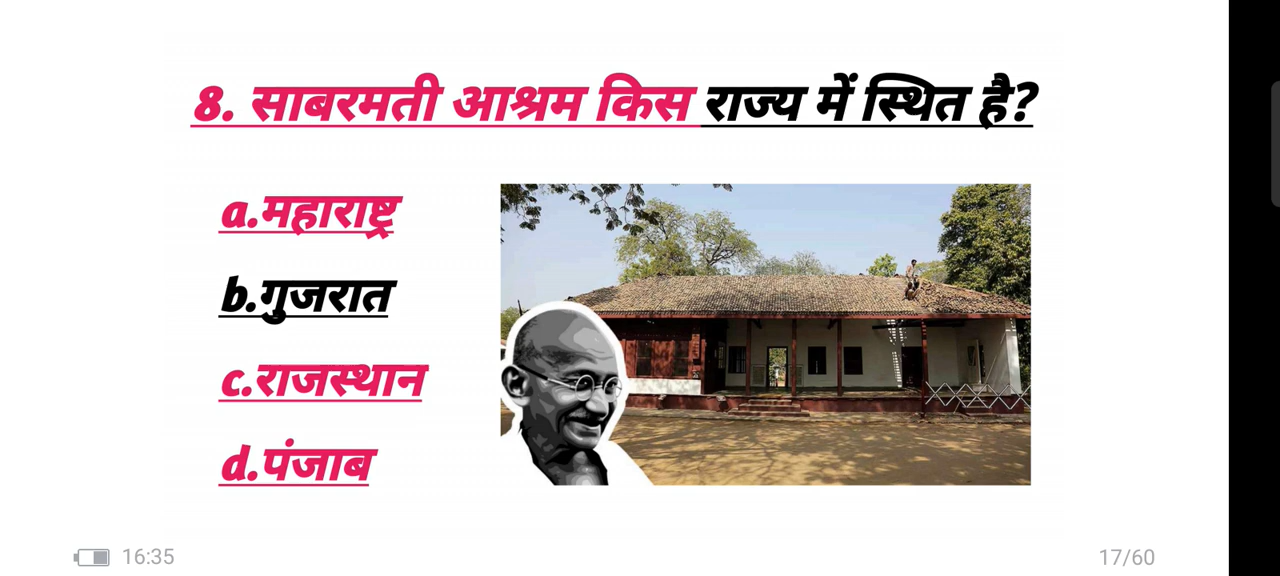 8. साबरमती आश्रम किस राज्य में स्थित है?
a.महाराष्ट्र
b.गुजरात
c.राजस्थान
d.पंजाब
16:35
17/60